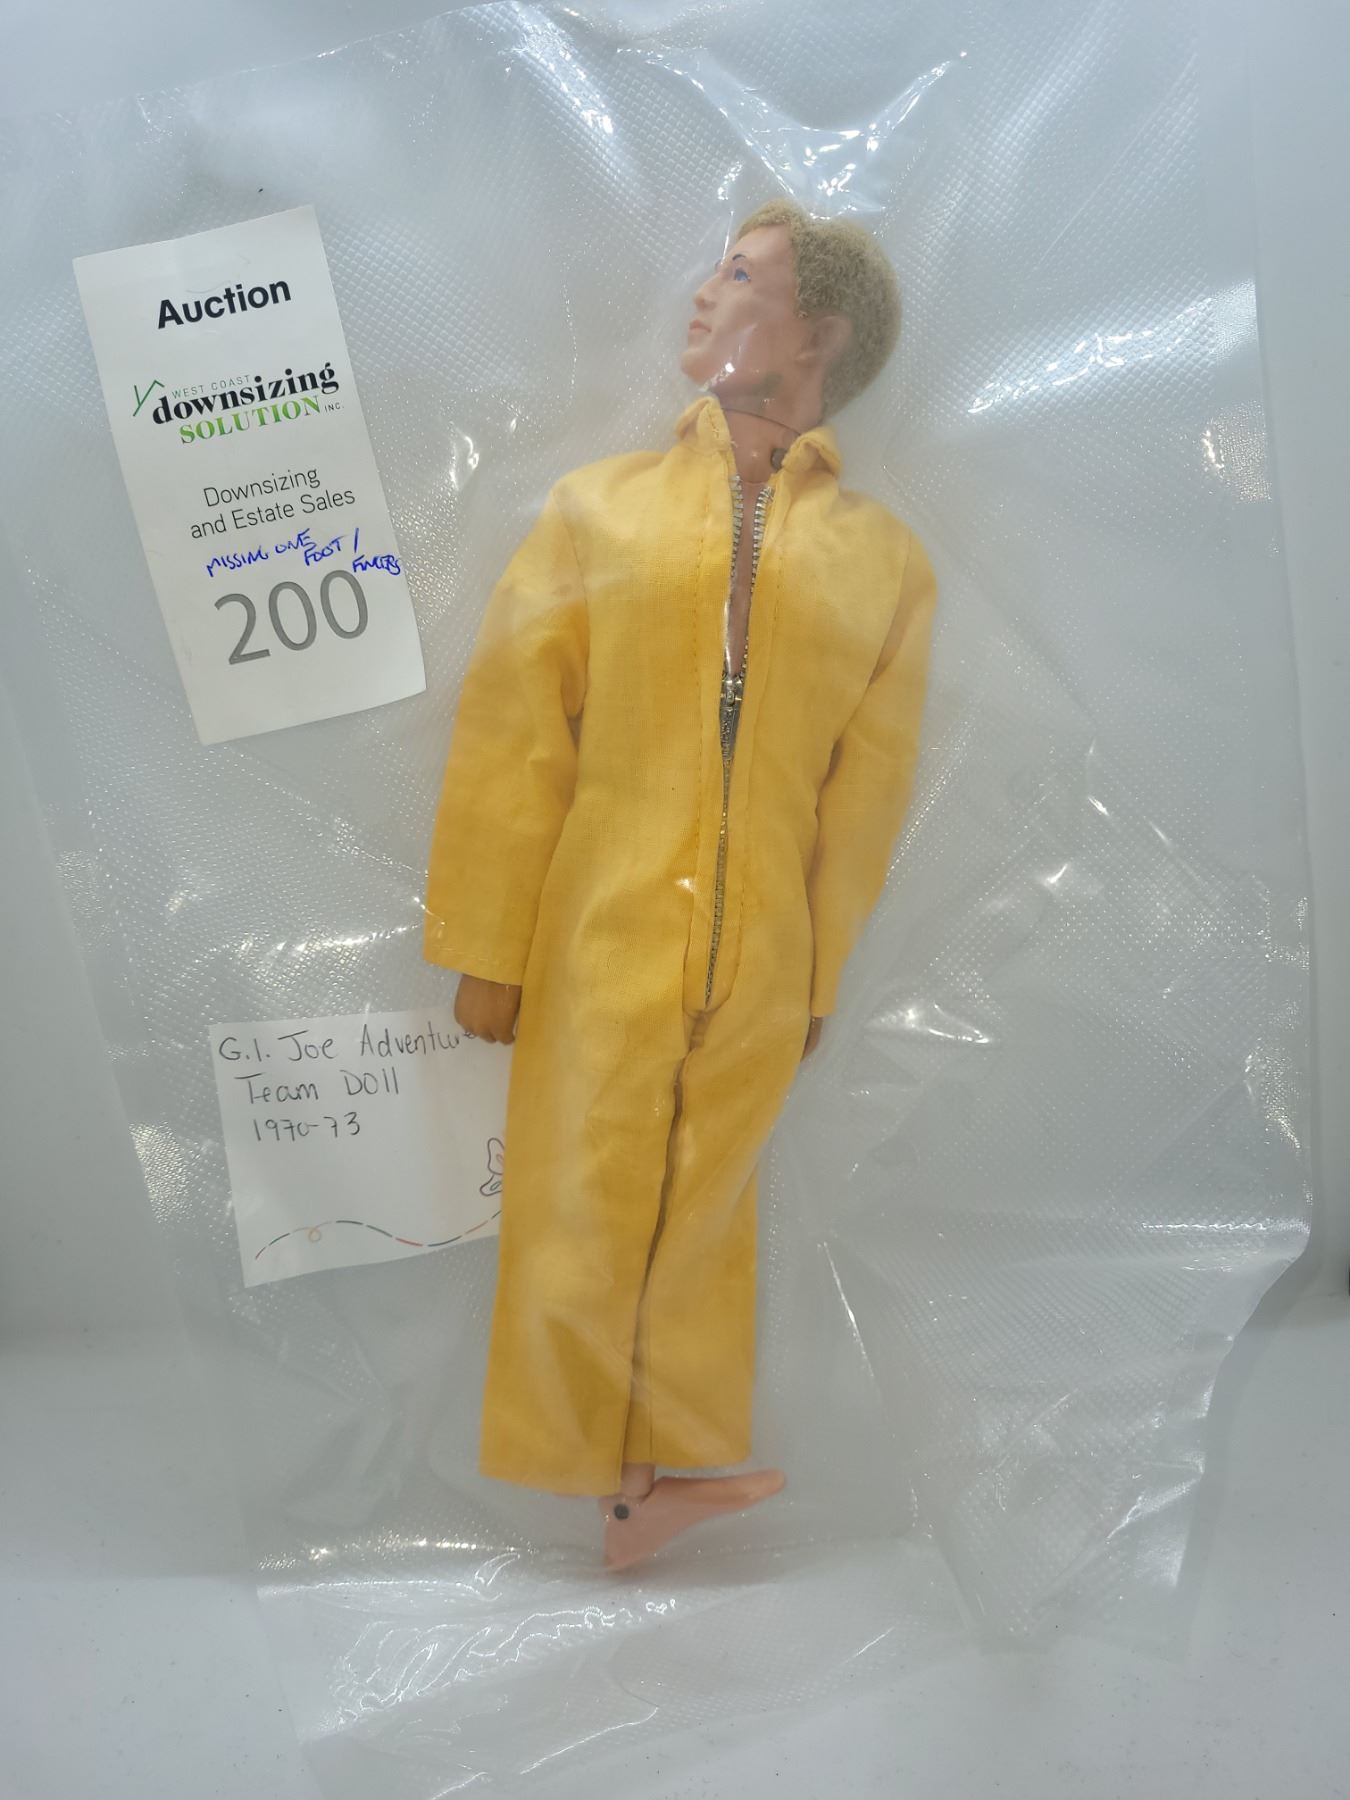 Auction
WEST COAST
downsizing
SOLUTION INC.
Downsizing
and Estate Sales
MISSING ONE
FOOT /
FINGERS
200
G.I. Joe Adventure
Team Doll
1970-73